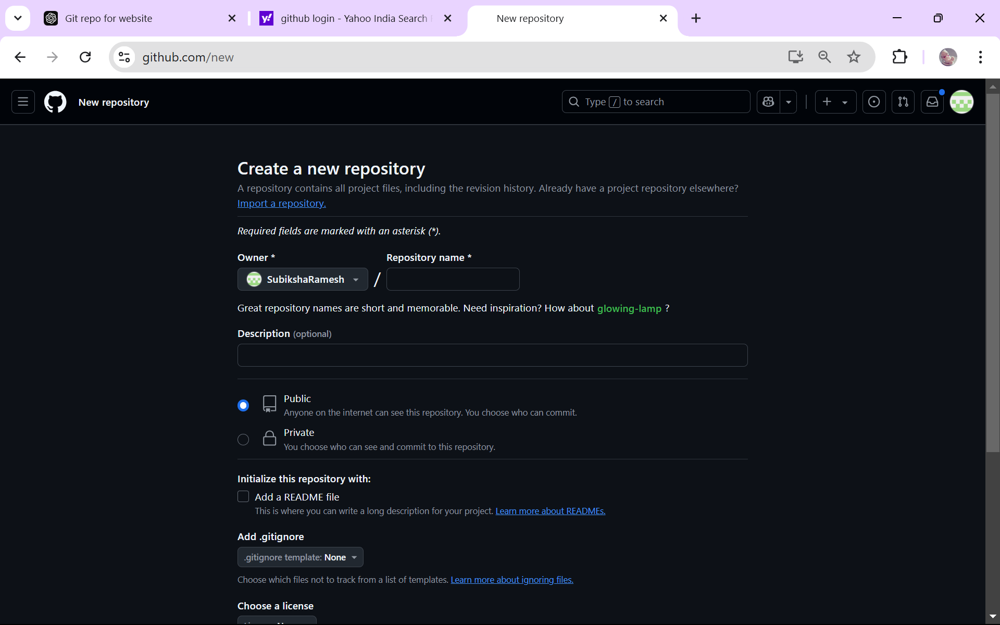 Git repo for website
github login - Yahoo India Search
New repository
github.com/new
New repository
Type / to search
Create a new repository
A repository contains all project files, including the revision history. Already have a project repository elsewhere?
Import a repository.
Required fields are marked with an asterisk (*).
Owner *
Repository name *
SubikshaRamesh
/
Great repository names are short and memorable. Need inspiration? How about glowing-lamp ?
Description (optional)
Public
Anyone on the internet can see this repository. You choose who can commit.
Private
You choose who can see and commit to this repository.
Initialize this repository with:
Add a README file
This is where you can write a long description for your project. Learn more about READMEs.
Add .gitignore
.gitignore template: None
Choose which files not to track from a list of templates. Learn more about ignoring files.
Choose a license